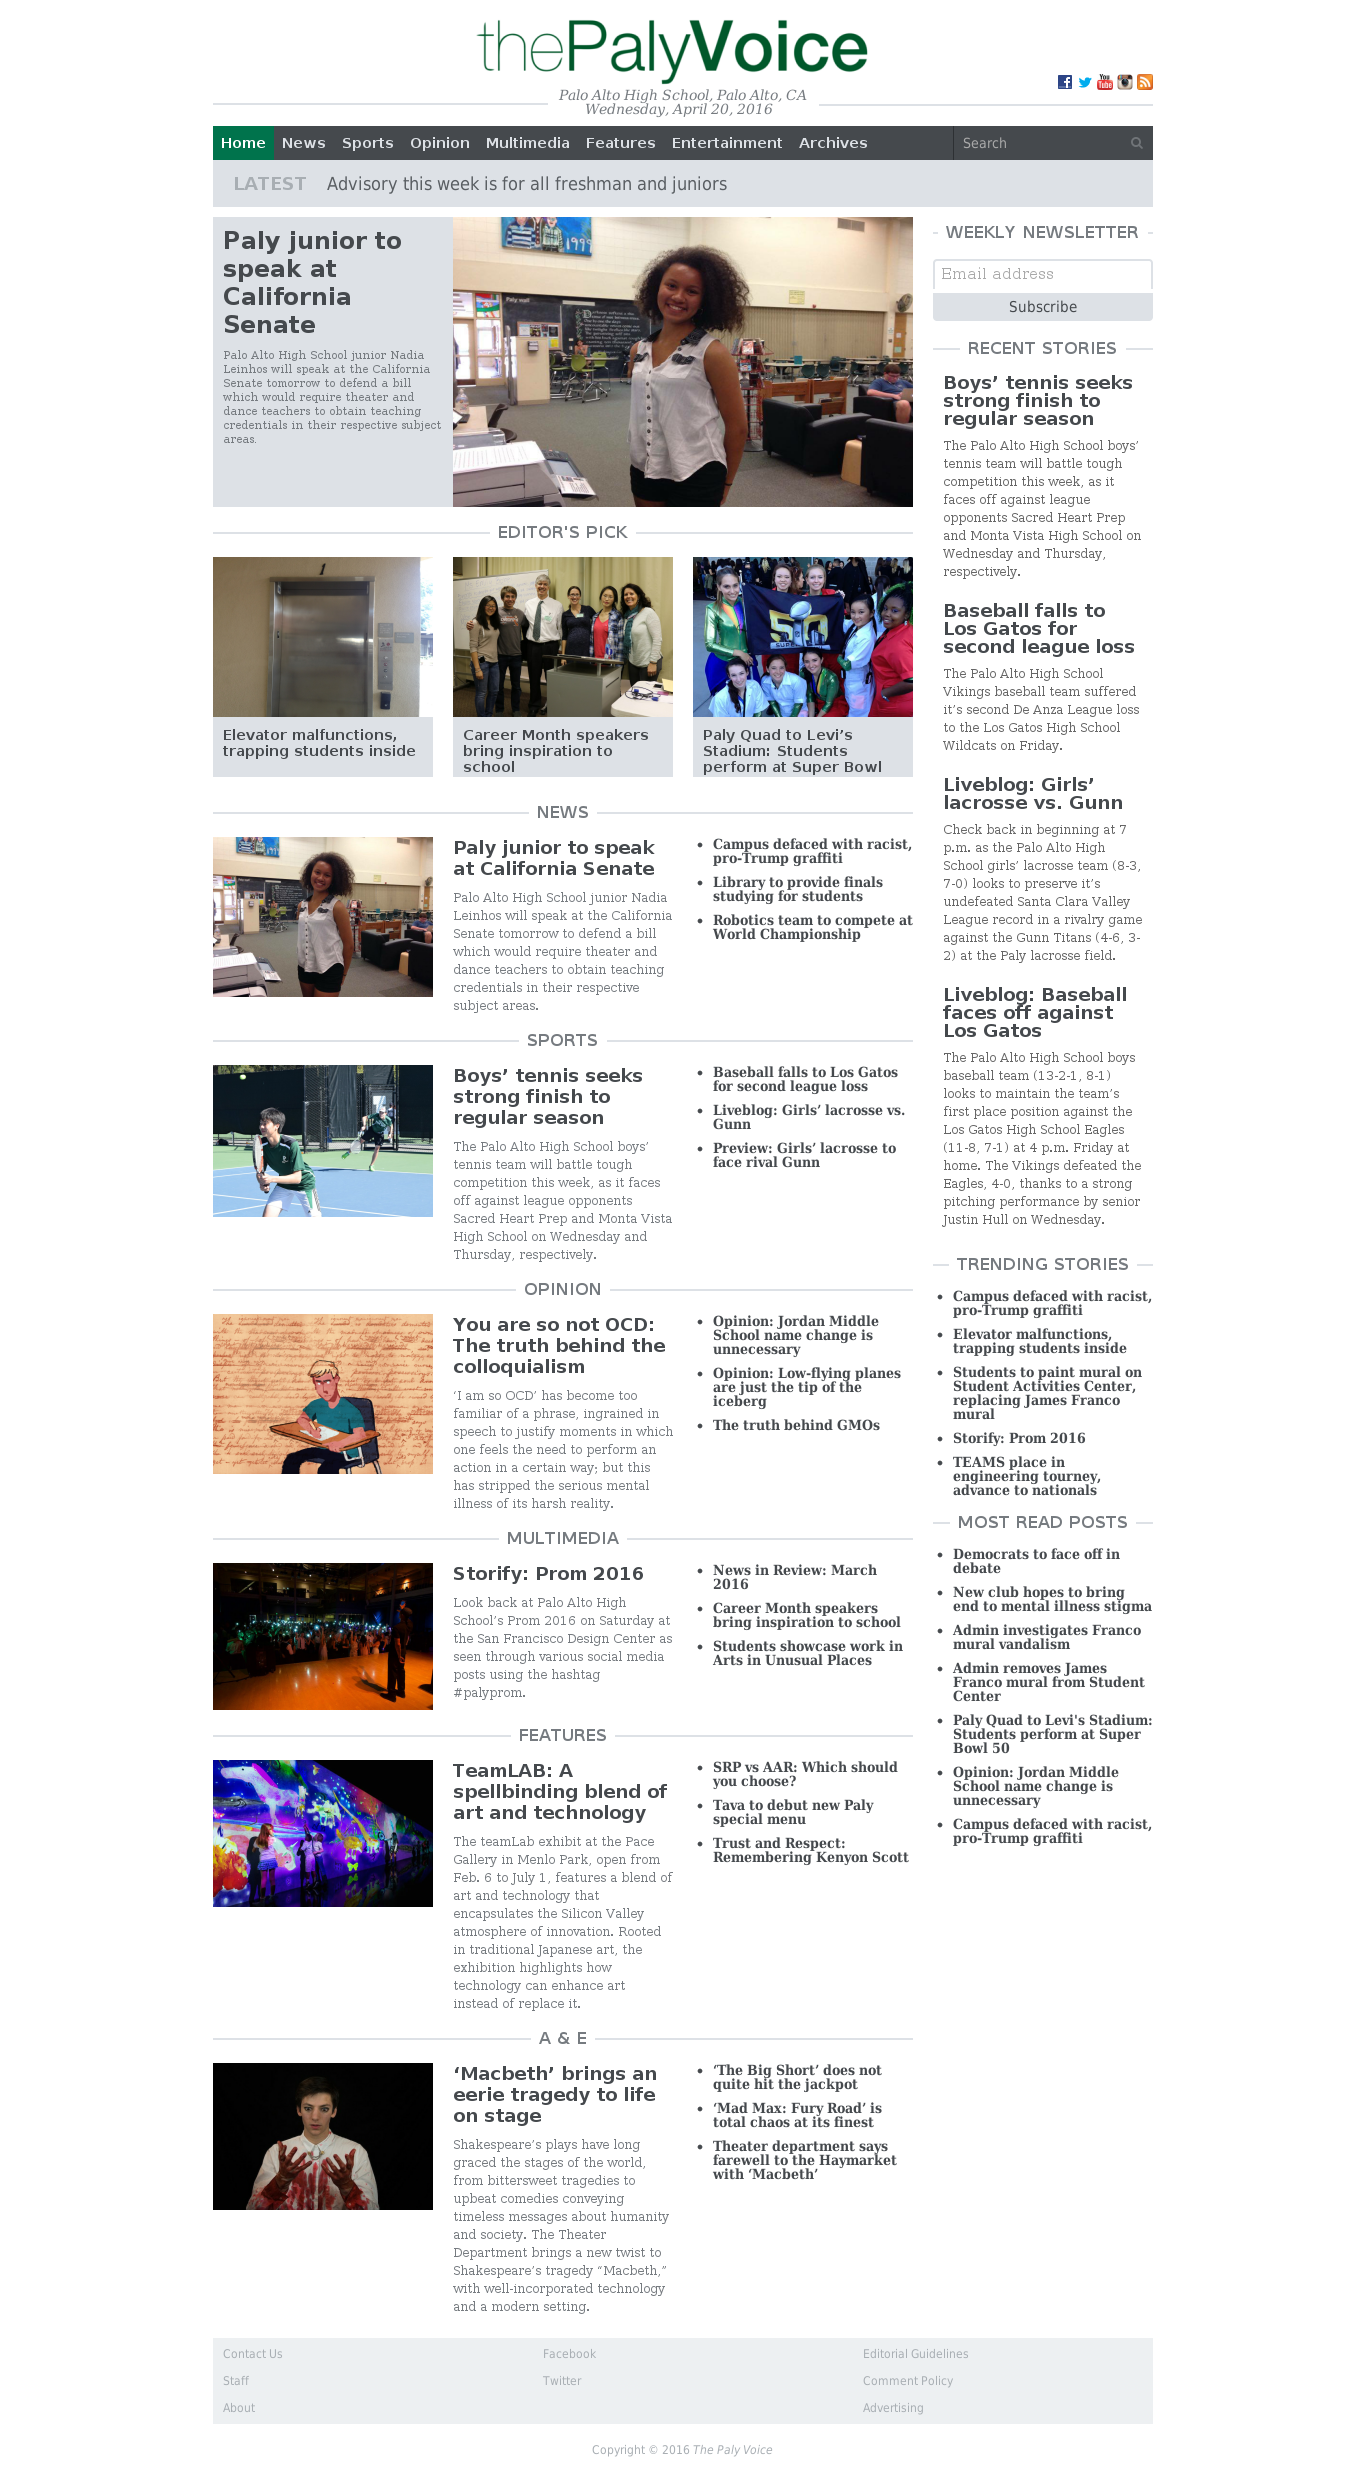 thePalyVoice
Palo Alto High School, Palo Alto, CA
Wednesday, April 20, 2016
Home News Sports Opinion Multimedia Features Entertainment Archives Search
LATEST Advisory this week is for all freshman and juniors
Paly junior to
speak at
California
Senate
Palo Alto High School junior Nadia
Leinhos will speak at the California
Senate tomorrow to defend a bill
which would require theater and
dance teachers to obtain teaching
credentials in their respective subject
areas.
EDITOR'S PICK
Elevator malfunctions,
trapping students inside
Career Month speakers
bring inspiration to
school
Paly Quad to Levi’s
Stadium: Students
perform at Super Bowl
NEWS
Paly junior to speak
at California Senate
Palo Alto High School junior Nadia
Leinhos will speak at the California
Senate tomorrow to defend a bill
which would require theater and
dance teachers to obtain teaching
credentials in their respective
subject areas.
Campus defaced with racist,
pro-Trump graffiti
Library to provide finals
studying for students
Robotics team to compete at
World Championship
SPORTS
Boys’ tennis seeks
strong finish to
regular season
The Palo Alto High School boys’
tennis team will battle tough
competition this week, as it faces
off against league opponents
Sacred Heart Prep and Monta Vista
High School on Wednesday and
Thursday, respectively.
Baseball falls to Los Gatos
for second league loss
Liveblog: Girls’ lacrosse vs.
Gunn
Preview: Girls’ lacrosse to
face rival Gunn
OPINION
You are so not OCD:
The truth behind the
colloquialism
‘I am so OCD’ has become too
familiar of a phrase, ingrained in
speech to justify moments in which
one feels the need to perform an
action in a certain way; but this
has stripped the serious mental
illness of its harsh reality.
Opinion: Jordan Middle
School name change is
unnecessary
Opinion: Low-flying planes
are just the tip of the
iceberg
The truth behind GMOs
MULTIMEDIA
Storify: Prom 2016
Look back at Palo Alto High
School’s Prom 2016 on Saturday at
the San Francisco Design Center as
seen through various social media
posts using the hashtag
#palyprom.
News in Review: March
2016
Career Month speakers
bring inspiration to school
Students showcase work in
Arts in Unusual Places
FEATURES
TeamLAB: A
spellbinding blend of
art and technology
The teamLab exhibit at the Pace
Gallery in Menlo Park, open from
Feb. 6 to July 1, features a blend of
art and technology that
encapsulates the Silicon Valley
atmosphere of innovation. Rooted
in traditional Japanese art, the
exhibition highlights how
technology can enhance art
instead of replace it.
SRP vs AAR: Which should
you choose?
Tava to debut new Paly
special menu
Trust and Respect:
Remembering Kenyon Scott
A & E
‘Macbeth’ brings an
eerie tragedy to life
on stage
Shakespeare’s plays have long
graced the stages of the world,
from bittersweet tragedies to
upbeat comedies conveying
timeless messages about humanity
and society. The Theater
Department brings a new twist to
Shakespeare’s tragedy “Macbeth,”
with well-incorporated technology
and a modern setting.
‘The Big Short’ does not
quite hit the jackpot
‘Mad Max: Fury Road’ is
total chaos at its finest
Theater department says
farewell to the Haymarket
with ‘Macbeth’
WEEKLY NEWSLETTER
Email address
Subscribe
RECENT STORIES
Boys’ tennis seeks
strong finish to
regular season
The Palo Alto High School boys’
tennis team will battle tough
competition this week, as it
faces off against league
opponents Sacred Heart Prep
and Monta Vista High School on
Wednesday and Thursday,
respectively.
Baseball falls to
Los Gatos for
second league loss
The Palo Alto High School
Vikings baseball team suffered
it’s second De Anza League loss
to the Los Gatos High School
Wildcats on Friday.
Liveblog: Girls’
lacrosse vs. Gunn
Check back in beginning at 7
p.m. as the Palo Alto High
School girls’ lacrosse team (8-3,
7-0) looks to preserve it’s
undefeated Santa Clara Valley
League record in a rivalry game
against the Gunn Titans (4-6, 3-
2) at the Paly lacrosse field.
Liveblog: Baseball
faces off against
Los Gatos
The Palo Alto High School boys
baseball team (13-2-1, 8-1)
looks to maintain the team’s
first place position against the
Los Gatos High School Eagles
(11-8, 7-1) at 4 p.m. Friday at
home. The Vikings defeated the
Eagles, 4-0, thanks to a strong
pitching performance by senior
Justin Hull on Wednesday.
TRENDING STORIES
Campus defaced with racist,
pro-Trump graffiti
Elevator malfunctions,
trapping students inside
Students to paint mural on
Student Activities Center,
replacing James Franco
mural
Storify: Prom 2016
TEAMS place in
engineering tourney,
advance to nationals
MOST READ POSTS
Democrats to face off in
debate
New club hopes to bring
end to mental illness stigma
Admin investigates Franco
mural vandalism
Admin removes James
Franco mural from Student
Center
Paly Quad to Levi's Stadium:
Students perform at Super
Bowl 50
Opinion: Jordan Middle
School name change is
unnecessary
Campus defaced with racist,
pro-Trump graffiti
Contact Us Facebook Editorial Guidelines
Staff Twitter Comment Policy
About Advertising
Copyright © 2016 The Paly Voice